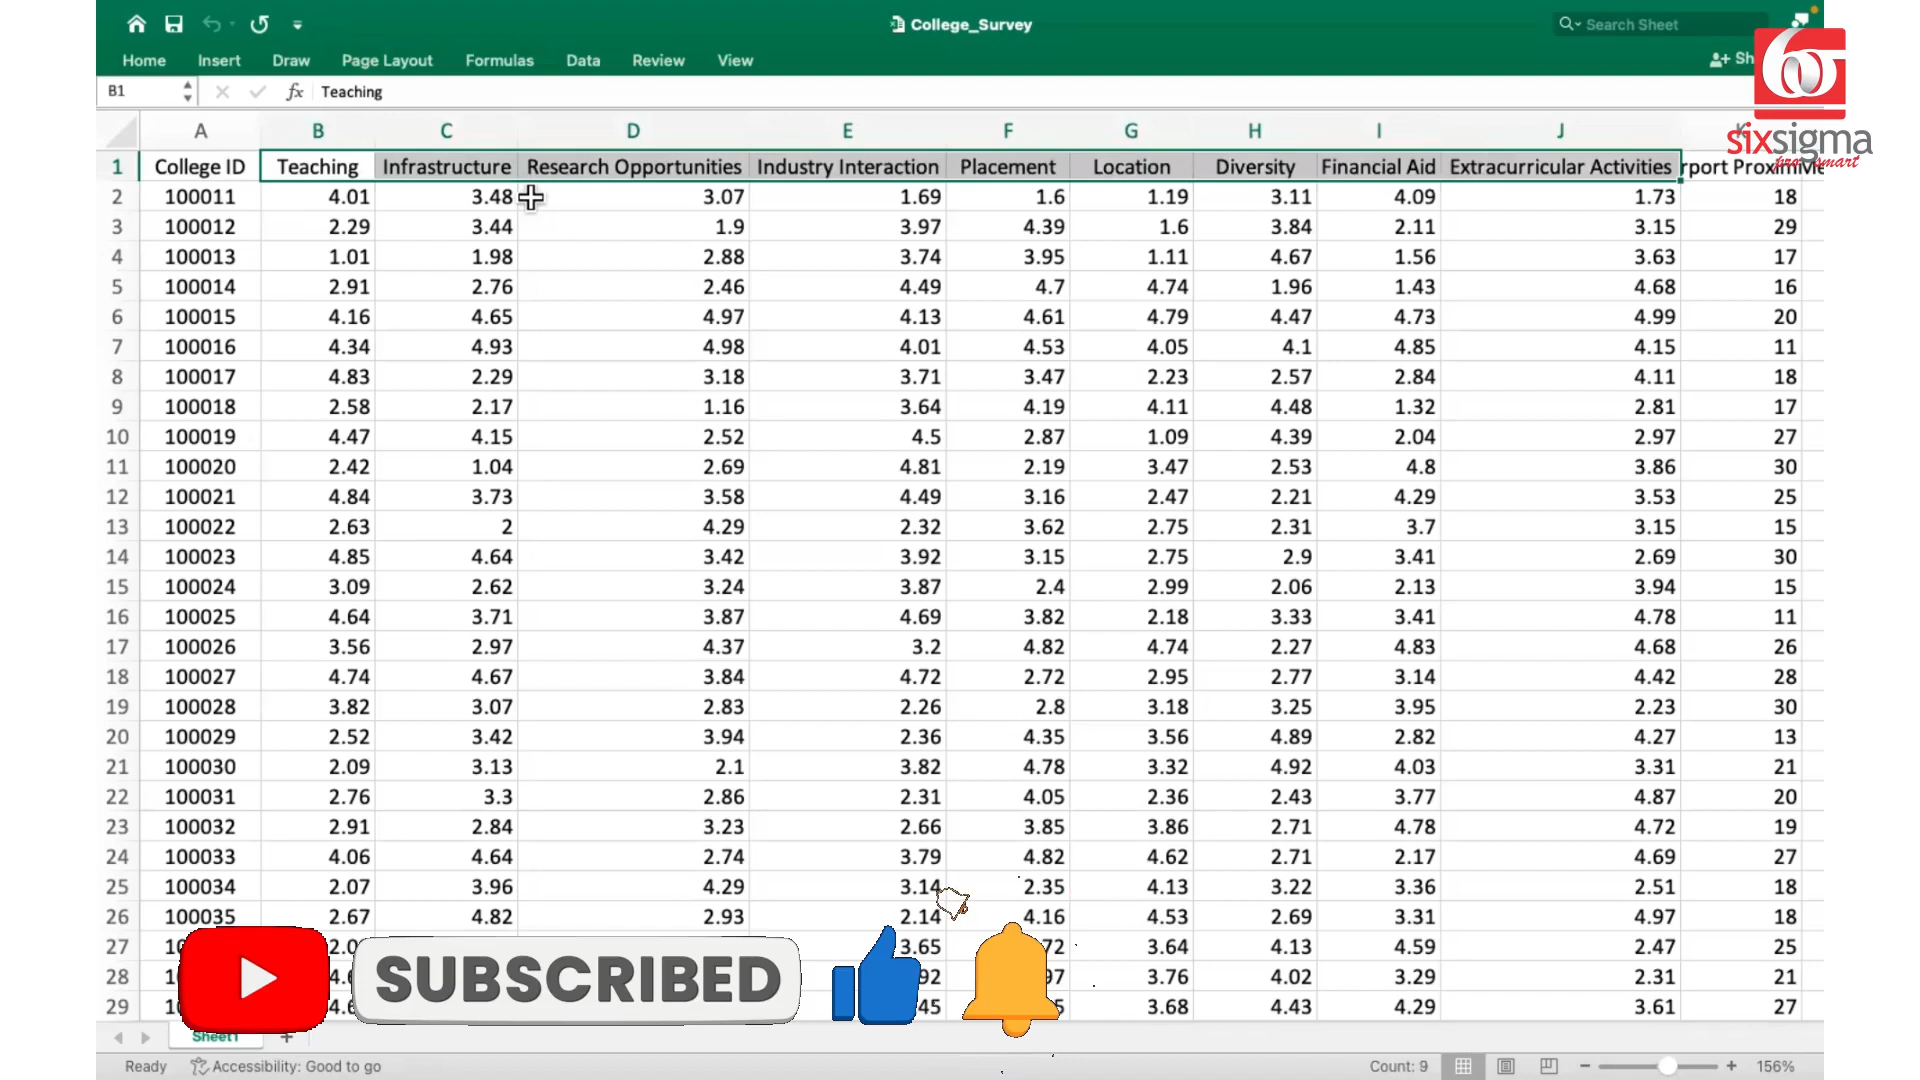 College_Survey
Search Sheet
Home Insert Draw Page Layout Formulas Data Review View Sh
B1 fx Teaching
A B C D E F G H I J K
1 College ID Teaching Infrastructure Research Opportunities Industry Interaction Placement Location Diversity Financial Aid Extracurricular Activities
2 100011 4.01 3.48 3.07 1.69 1.6 1.19 3.11 4.09 1.73 18
3 100012 2.29 3.44 1.9 3.97 4.39 1.6 3.84 2.11 3.15 29
4 100013 1.01 1.98 2.88 3.74 3.95 1.11 4.67 1.56 3.63 17
5 100014 2.91 2.76 2.46 4.49 4.7 4.74 1.96 1.43 4.68 16
6 100015 4.16 4.65 4.97 4.13 4.61 4.79 4.47 4.73 4.99 20
7 100016 4.34 4.93 4.98 4.01 4.53 4.05 4.1 4.85 4.15 11
8 100017 4.83 2.29 3.18 3.71 3.47 2.23 2.57 2.84 4.11 18
9 100018 2.58 2.17 1.16 3.64 4.19 4.11 4.48 1.32 2.81 17
10 100019 4.47 4.15 2.52 4.5 2.87 1.09 4.39 2.04 2.97 27
11 100020 2.42 1.04 2.69 4.81 2.19 3.47 2.53 4.8 3.86 30
12 100021 4.84 3.73 3.58 4.49 3.16 2.47 2.21 4.29 3.53 25
13 100022 2.63 2 4.29 2.32 3.62 2.75 2.31 3.7 3.15 15
14 100023 4.85 4.64 3.42 3.92 3.15 2.75 2.9 3.41 2.69 30
15 100024 3.09 2.62 3.24 3.87 2.4 2.99 2.06 2.13 3.94 15
16 100025 4.64 3.71 3.87 4.69 3.82 2.18 3.33 3.41 4.78 11
17 100026 3.56 2.97 4.37 3.2 4.82 4.74 2.27 4.83 4.68 26
18 100027 4.74 4.67 3.84 4.72 2.72 2.95 2.77 3.14 4.42 28
19 100028 3.82 3.07 2.83 2.26 2.8 3.18 3.25 3.95 2.23 30
20 100029 2.52 3.42 3.94 2.36 4.35 3.56 4.89 2.82 4.27 13
21 100030 2.09 3.13 2.1 3.82 4.78 3.32 4.92 4.03 3.31 21
22 100031 2.76 3.3 2.86 2.31 4.05 2.36 2.43 3.77 4.87 20
23 100032 2.91 2.84 3.23 2.66 3.85 3.86 2.71 4.78 4.72 19
24 100033 4.06 4.64 2.74 3.79 4.82 4.62 2.71 2.17 4.69 27
25 100034 2.07 3.96 4.29 3.14 2.35 4.13 3.22 3.36 2.51 18
26 100035 2.67 4.82 2.93 2.14 4.16 4.53 2.69 3.31 4.97 18
27 3.65 3.64 4.13 4.59 2.47 25
28 3.76 4.02 3.29 2.31 21
29 3.68 4.43 4.29 3.61 27
SUBSCRIBED
Sheet1
Ready Accessibility: Good to go Count: 9 156%
sixsigma
pro smart